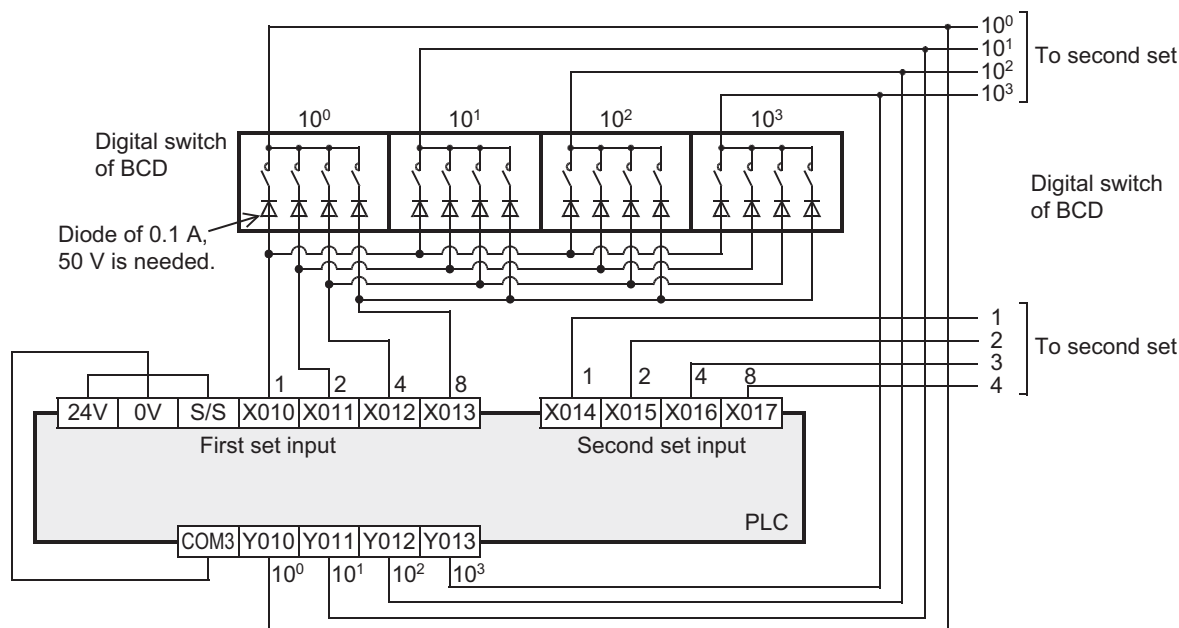 10⁰
10¹
To second set
10²
10³
10⁰ 10¹ 10² 10³
Digital switch
of BCD
Digital switch
of BCD
Diode of 0.1 A,
50 V is needed.
1
2
To second set
3
4
1 2 4 8 1 2 4 8
24V 0V S/S X010 X011 X012 X013 X014 X015 X016 X017
First set input Second set input
PLC
COM3 Y010 Y011 Y012 Y013
10⁰ 10¹ 10² 10³